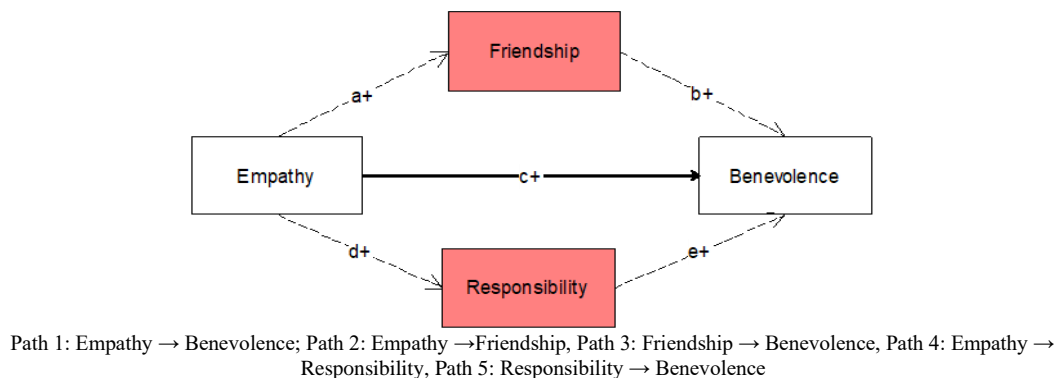 Friendship
a+
b+
Empathy
c+
Benevolence
d+
e+
Responsibility
Path 1: Empathy → Benevolence; Path 2: Empathy →Friendship, Path 3: Friendship → Benevolence, Path 4: Empathy →
Responsibility, Path 5: Responsibility → Benevolence